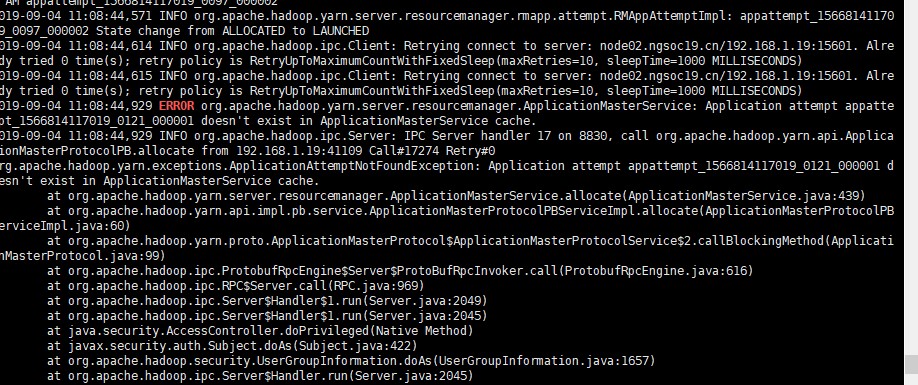 AM appattempt_1566814117019_0097_000002
019-09-04 11:08:44,571 INFO org.apache.hadoop.yarn.server.resourcemanager.rmapp.attempt.RMAppAttemptImpl: appattempt_15668141170
9_0097_000002 State change from ALLOCATED to LAUNCHED
019-09-04 11:08:44,614 INFO org.apache.hadoop.ipc.Client: Retrying connect to server: node02.ngsoc19.cn/192.168.1.19:15601. Alre
dy tried 0 time(s); retry policy is RetryUpToMaximumCountWithFixedSleep(maxRetries=10, sleepTime=1000 MILLISECONDS)
019-09-04 11:08:44,615 INFO org.apache.hadoop.ipc.Client: Retrying connect to server: node02.ngsoc19.cn/192.168.1.19:15601. Alre
dy tried 0 time(s); retry policy is RetryUpToMaximumCountWithFixedSleep(maxRetries=10, sleepTime=1000 MILLISECONDS)
019-09-04 11:08:44,929 ERROR org.apache.hadoop.yarn.server.resourcemanager.ApplicationMasterService: Application attempt appatte
pt_1566814117019_0121_000001 doesn't exist in ApplicationMasterService cache.
019-09-04 11:08:44,929 INFO org.apache.hadoop.ipc.Server: IPC Server handler 17 on 8830, call org.apache.hadoop.yarn.api.Applica
ionMasterProtocolPB.allocate from 192.168.1.19:41109 Call#17274 Retry#0
rg.apache.hadoop.yarn.exceptions.ApplicationAttemptNotFoundException: Application attempt appattempt_1566814117019_0121_000001 d
esn't exist in ApplicationMasterService cache.
at org.apache.hadoop.yarn.server.resourcemanager.ApplicationMasterService.allocate(ApplicationMasterService.java:439)
at org.apache.hadoop.yarn.api.impl.pb.service.ApplicationMasterProtocolPBServiceImpl.allocate(ApplicationMasterProtocolPB
erviceImpl.java:60)
at org.apache.hadoop.yarn.proto.ApplicationMasterProtocol$ApplicationMasterProtocolService$2.callBlockingMethod(Applicati
nMasterProtocol.java:99)
at org.apache.hadoop.ipc.ProtobufRpcEngine$Server$ProtoBufRpcInvoker.call(ProtobufRpcEngine.java:616)
at org.apache.hadoop.ipc.RPC$Server.call(RPC.java:969)
at org.apache.hadoop.ipc.Server$Handler$1.run(Server.java:2049)
at org.apache.hadoop.ipc.Server$Handler$1.run(Server.java:2045)
at java.security.AccessController.doPrivileged(Native Method)
at javax.security.auth.Subject.doAs(Subject.java:422)
at org.apache.hadoop.security.UserGroupInformation.doAs(UserGroupInformation.java:1657)
at org.apache.hadoop.ipc.Server$Handler.run(Server.java:2045)